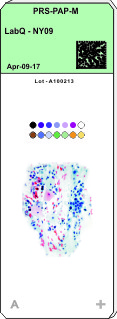 PRS-PAP-M
LabQ - NY09
Apr-09-17
Lot - A100213
A +